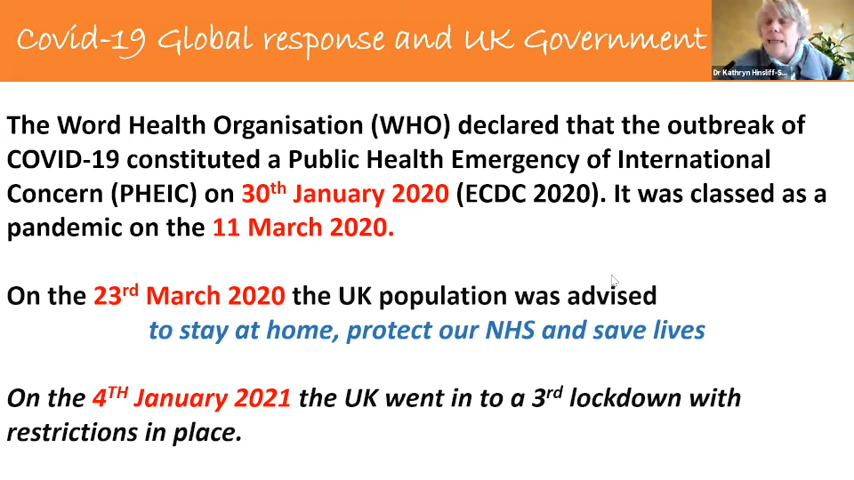 Covid-19 Global response and UK Government
Dr Kathryn Hinsliff-S...
The Word Health Organisation (WHO) declared that the outbreak of
COVID-19 constituted a Public Health Emergency of International
Concern (PHEIC) on 30th January 2020 (ECDC 2020). It was classed as a
pandemic on the 11 March 2020.
On the 23rd March 2020 the UK population was advised
to stay at home, protect our NHS and save lives
On the 4TH January 2021 the UK went in to a 3rd lockdown with
restrictions in place.